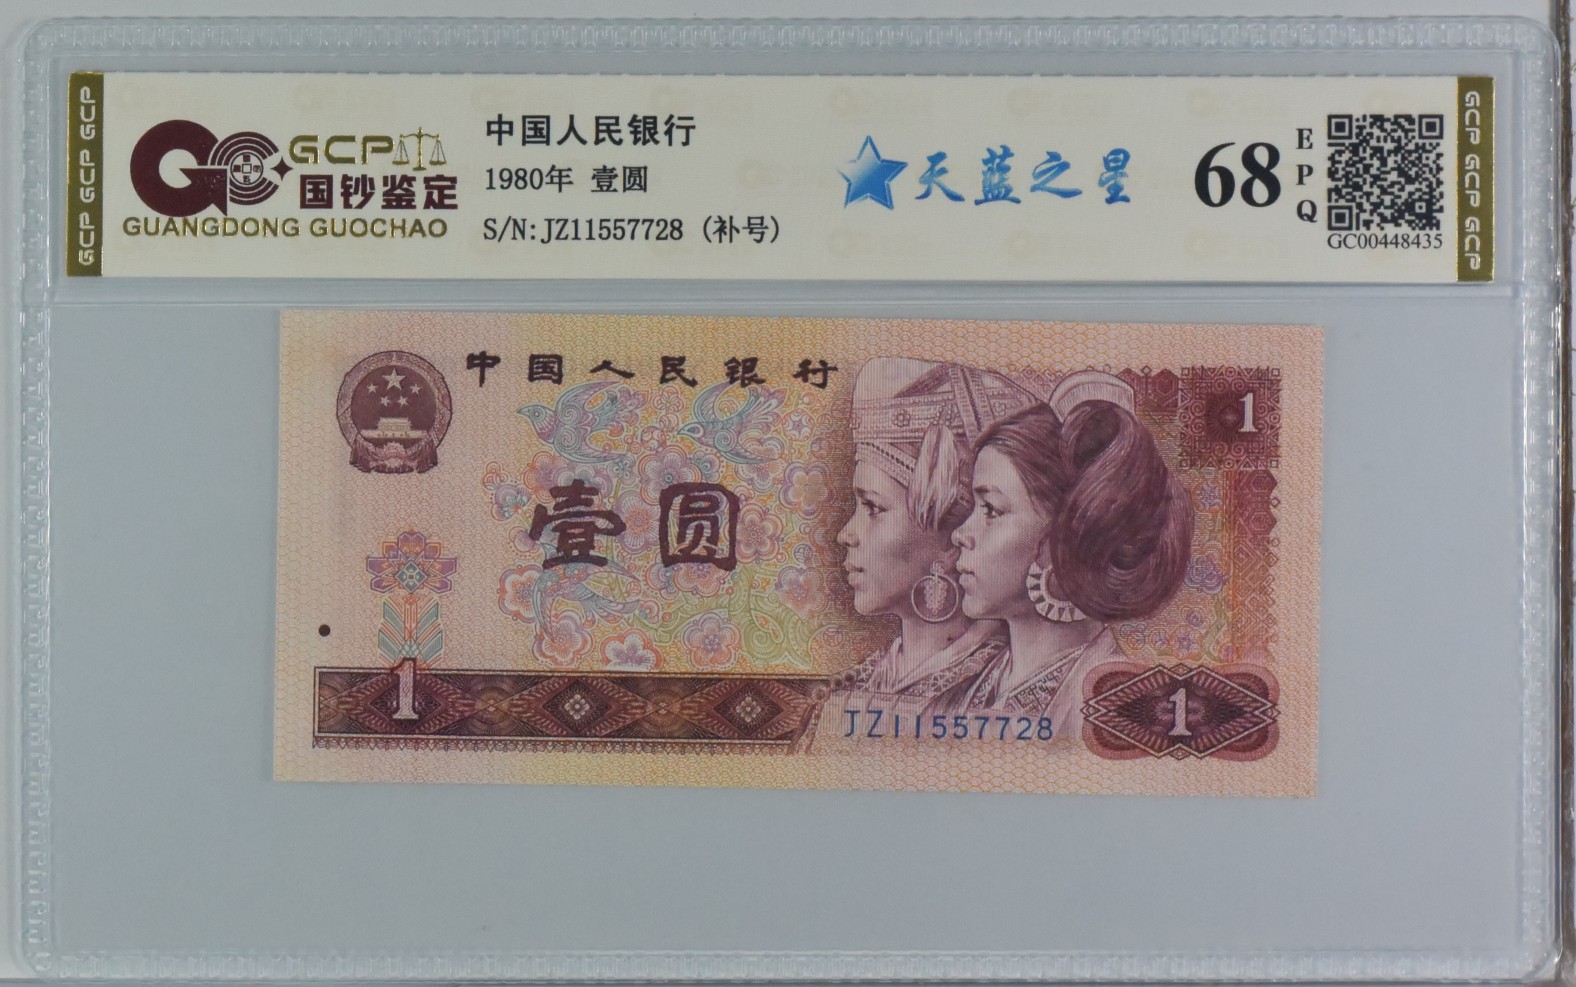 GCP GCP GCP
GCP
国钞鉴定
GUANGDONG GUOCHAO
中国人民银行
1980年 壹圆
S/N:JZ11557728 (补号)
天蓝之星
68
EPQ
GC00448435
GCP GCP GCP
中国人民银行
1
壹圆
1
JZ11557728
1